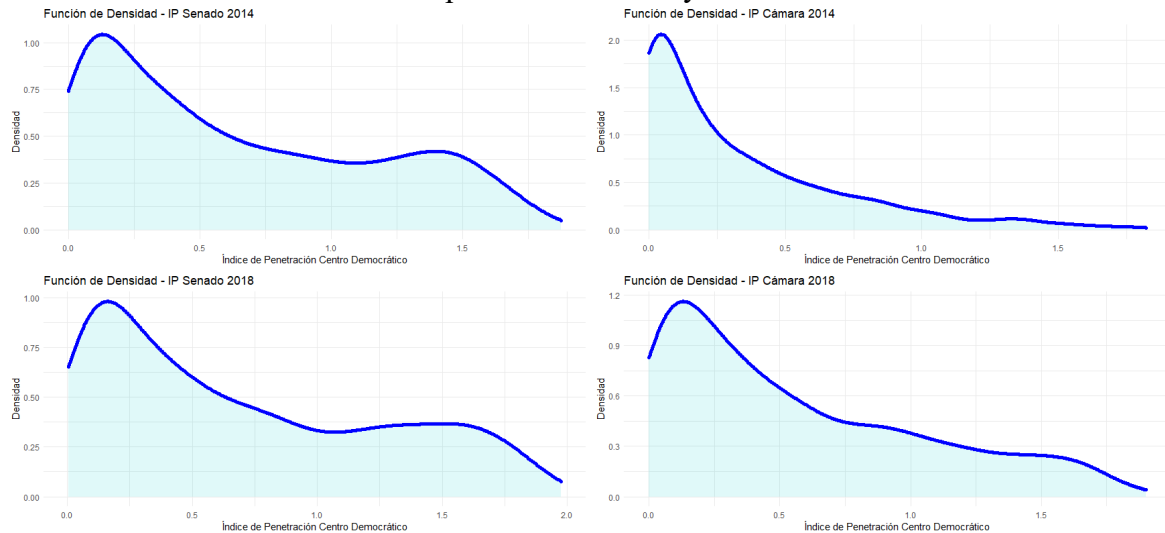 Función de Densidad - IP Senado 2014
1.00
0.75
0.50
0.25
0.00
Densidad
0.0 0.5 1.0 1.5
Índice de Penetración Centro Democrático
Función de Densidad - IP Cámara 2014
2.0
1.5
1.0
0.5
0.0
Densidad
0.0 0.5 1.0 1.5
Índice de Penetración Centro Democrático
Función de Densidad - IP Senado 2018
1.00
0.75
0.50
0.25
0.00
Densidad
0.0 0.5 1.0 1.5 2.0
Índice de Penetración Centro Democrático
Función de Densidad - IP Cámara 2018
1.2
0.9
0.6
0.3
0.0
Densidad
0.0 0.5 1.0 1.5
Índice de Penetración Centro Democrático